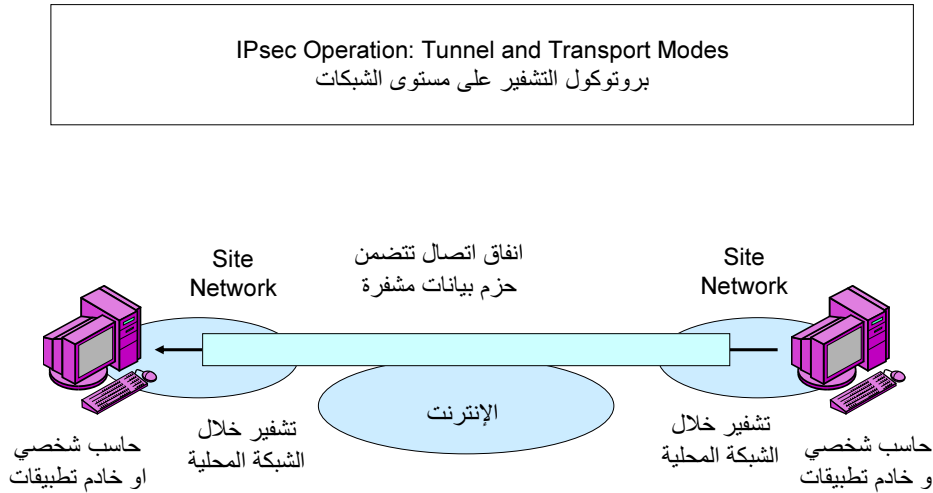 IPsec Operation: Tunnel and Transport Modes
بروتوكول التشفير على مستوى الشبكات
Site
Network
انفاق اتصال تتضمن
حزم بيانات مشفرة
Site
Network
الإنترنت
تشفير خلال
الشبكة المحلية
تشفير خلال
الشبكة المحلية
حاسب شخصي
او خادم تطبيقات
حاسب شخصي
و خادم تطبيقات